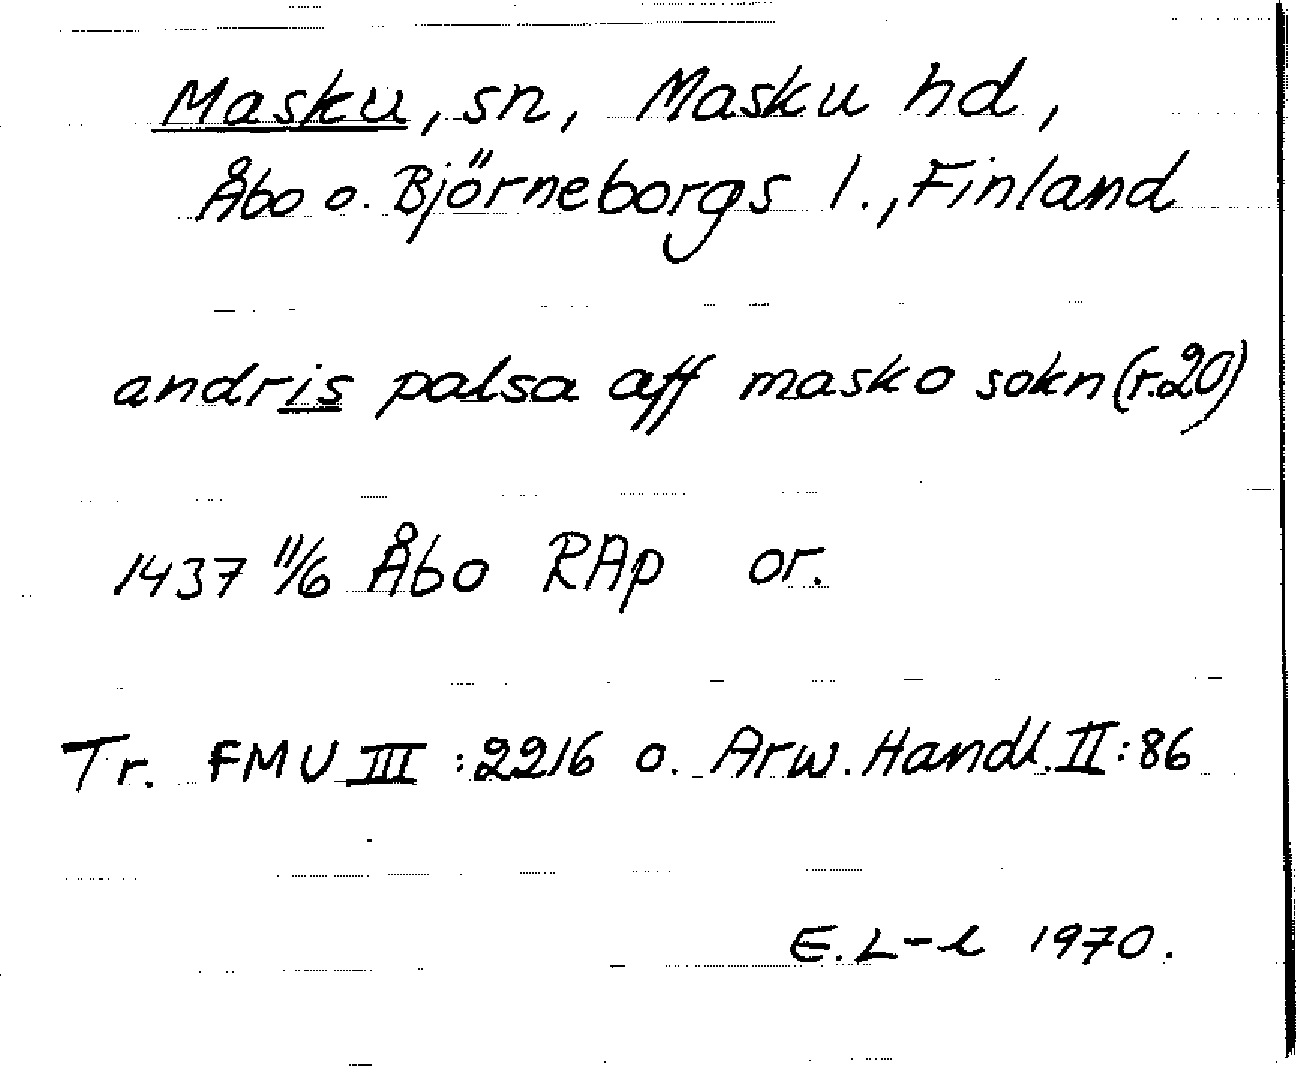 Masku, sn, Masku hd,
Åbo o. Björneborgs l., Finland
andris palsa aff masko sokn (r.20)
1437 11/6 Åbo RAp or.
Tr. FMU III :2216 o. Arw. Handl. II:86
E.L-l 1970.